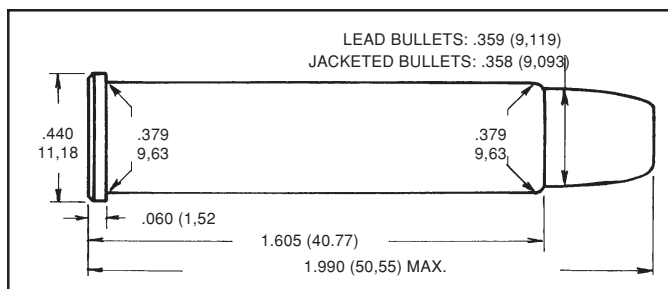 LEAD BULLETS: .359 (9,119)
JACKETED BULLETS: .358 (9,093)
.440
11,18
.379
9,63
.379
9,63
.060 (1,52
1.605 (40.77)
1.990 (50,55) MAX.